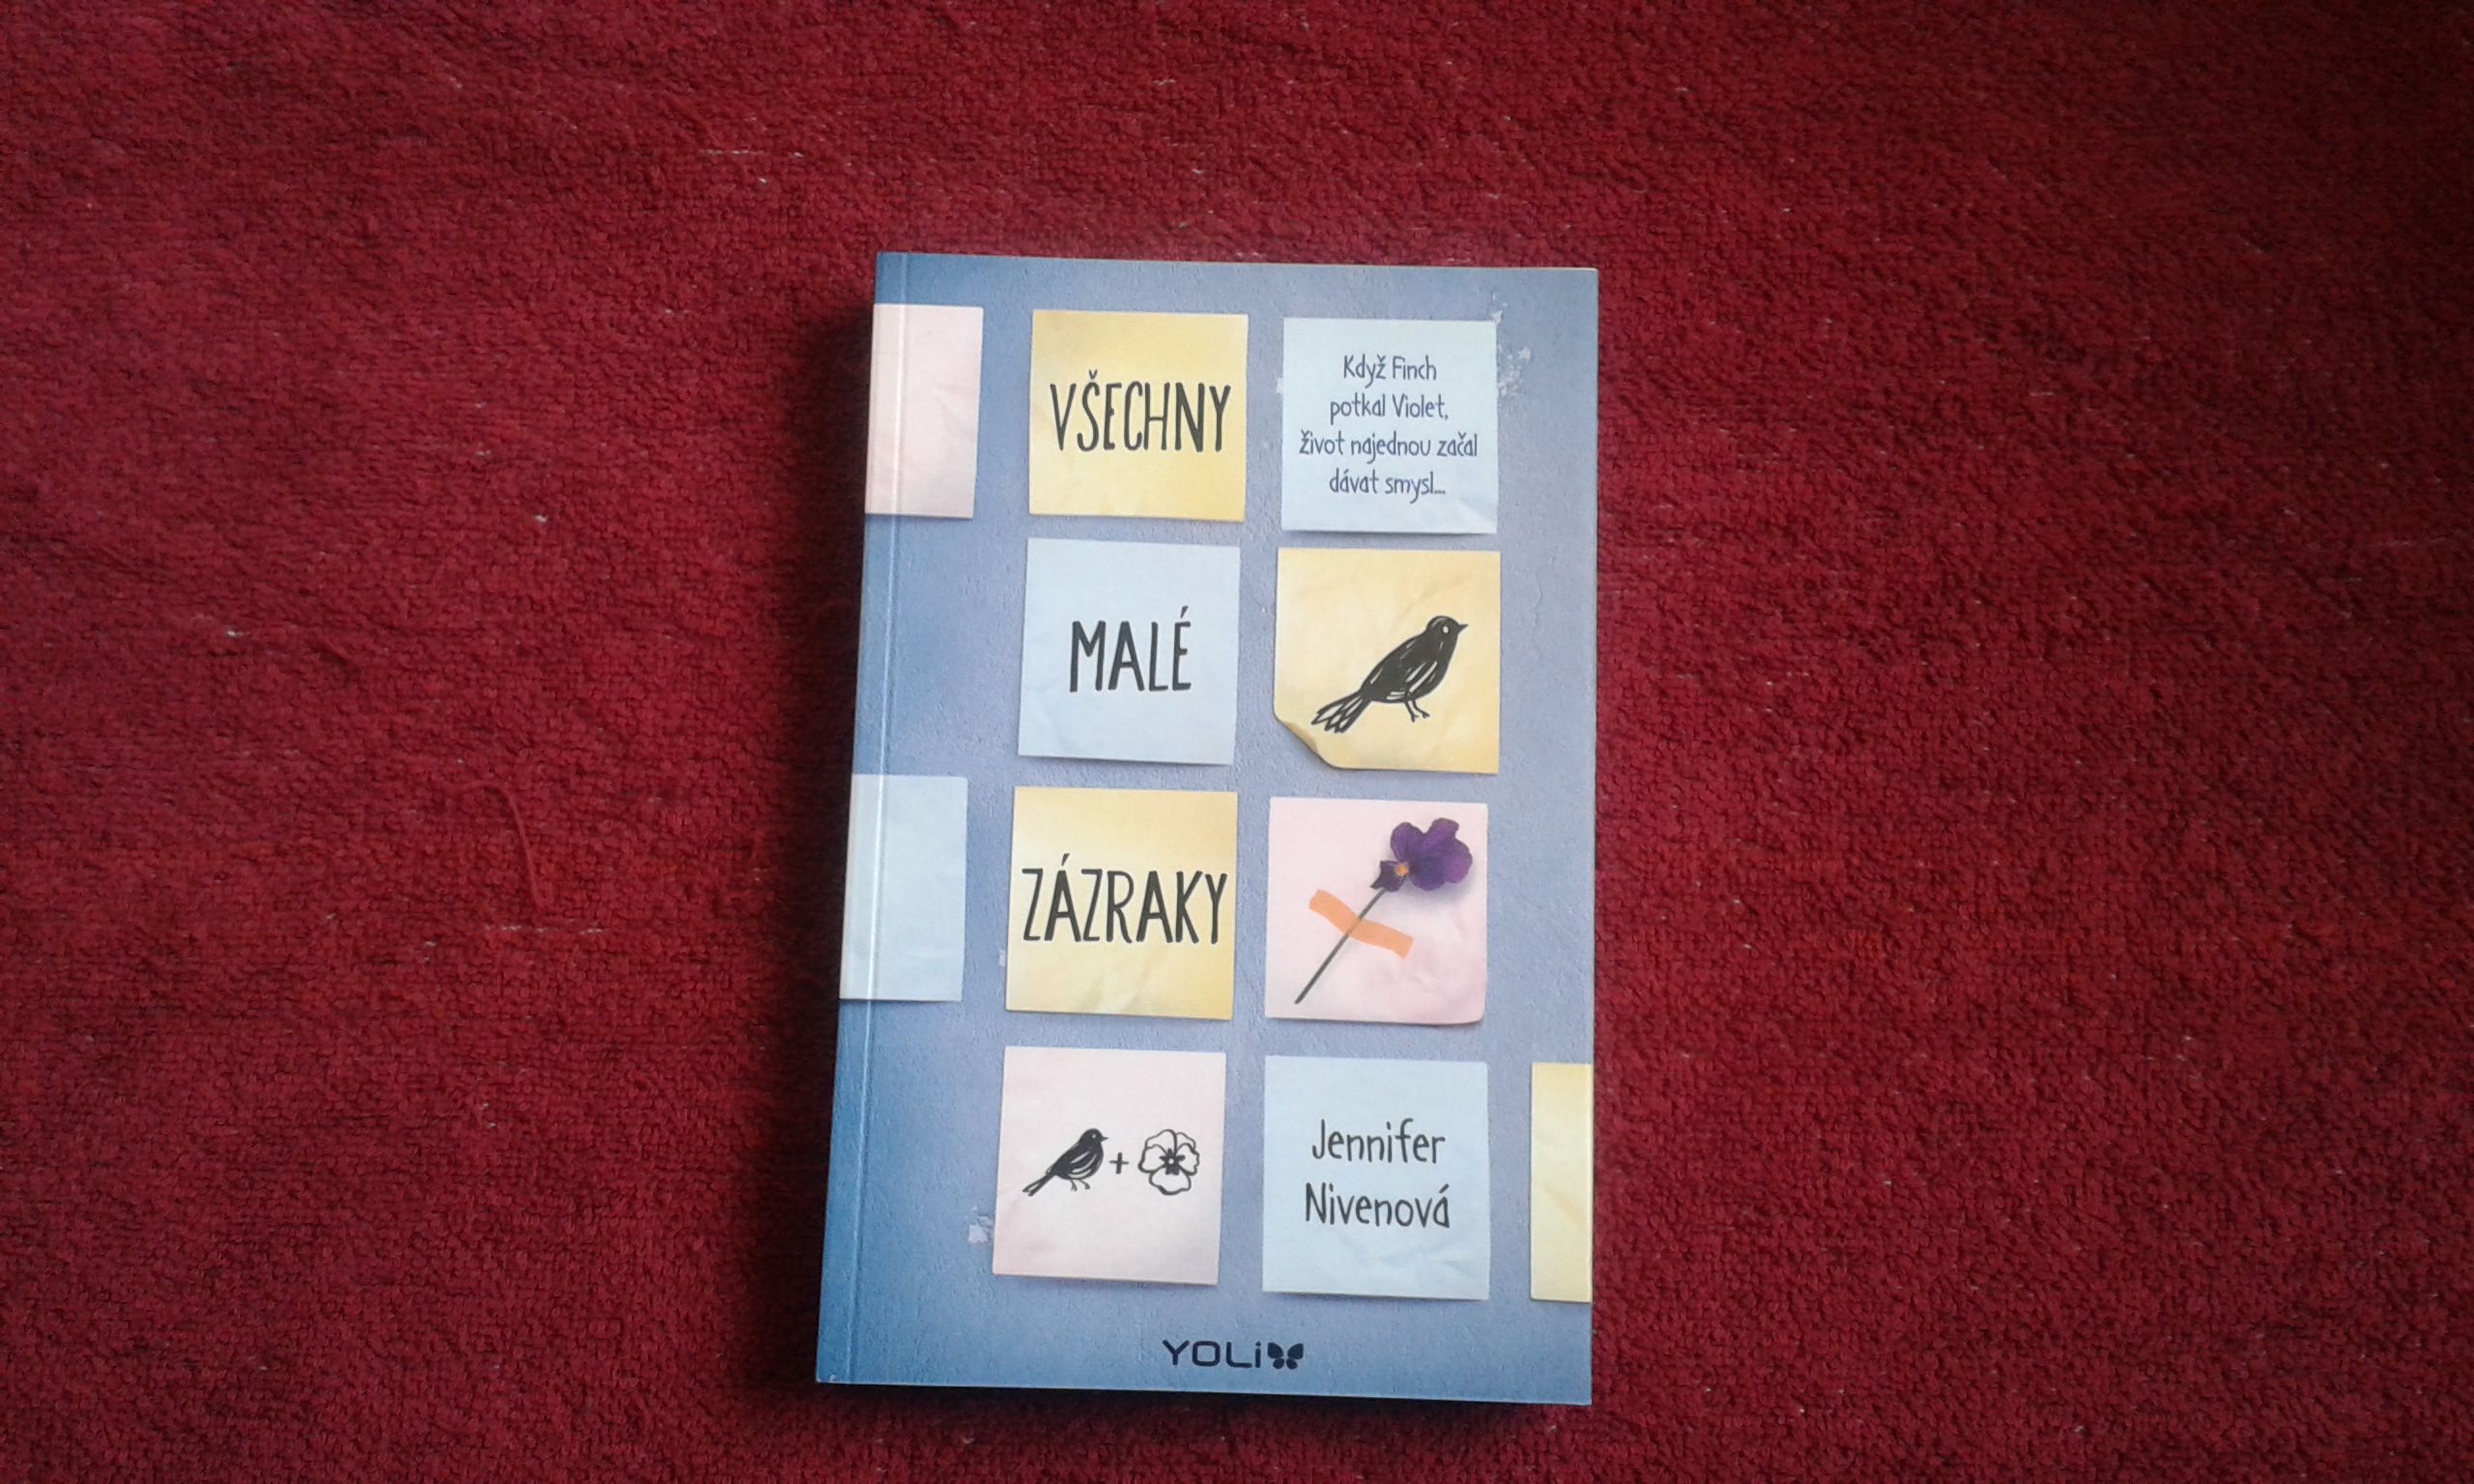 VŠECHNY
MALÉ
ZÁZRAKY
Když Finch
potkal Violet,
život najednou začal
dávat smysl...
+
Jennifer
Nivenová
YOLi